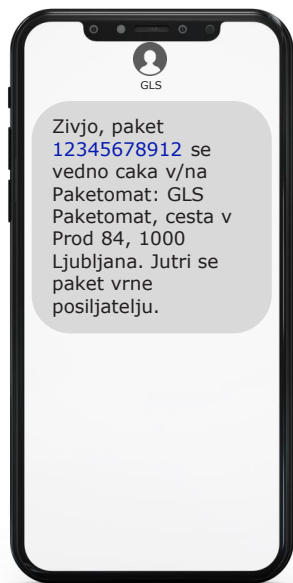 GLS
Zivjo, paket
12345678912 se
vedno caka v/na
Paketomat: GLS
Paketomat, cesta v
Prod 84, 1000
Ljubljana. Jutri se
paket vrne
posiljatelju.